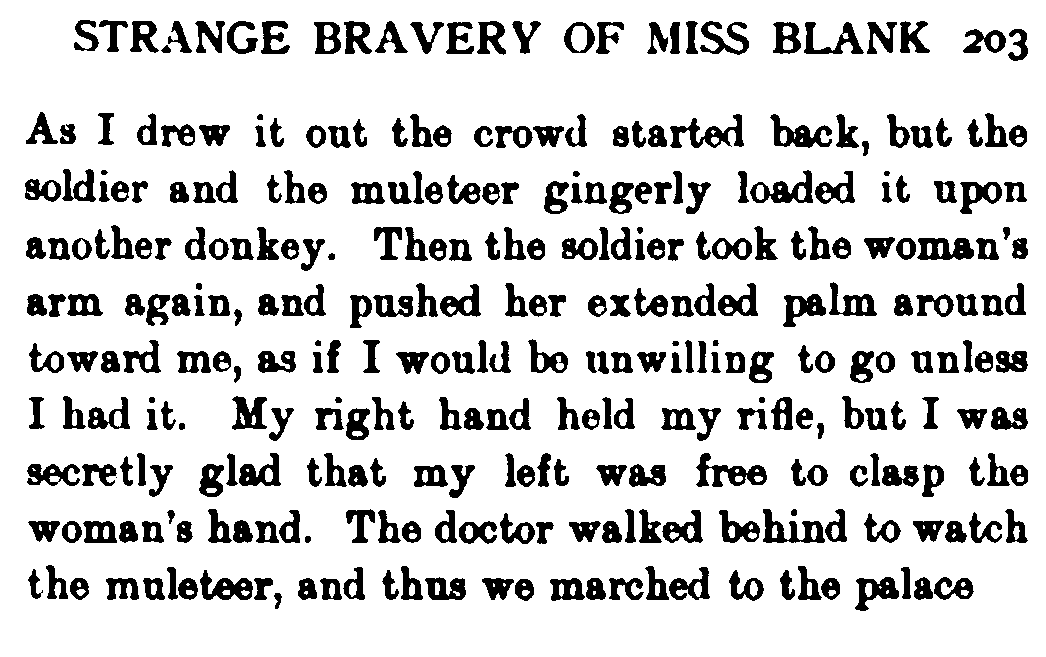 STRANGE BRAVERY OF MISS BLANK 203
As I drew it out the crowd started back, but the
soldier and the muleteer gingerly loaded it upon
another donkey. Then the soldier took the woman's
arm again, and pushed her extended palm around
toward me, as if I would be unwilling to go unless
I had it. My right hand held my rifle, but I was
secretly glad that my left was free to clasp the
woman's hand. The doctor walked behind to watch
the muleteer, and thus we marched to the palace